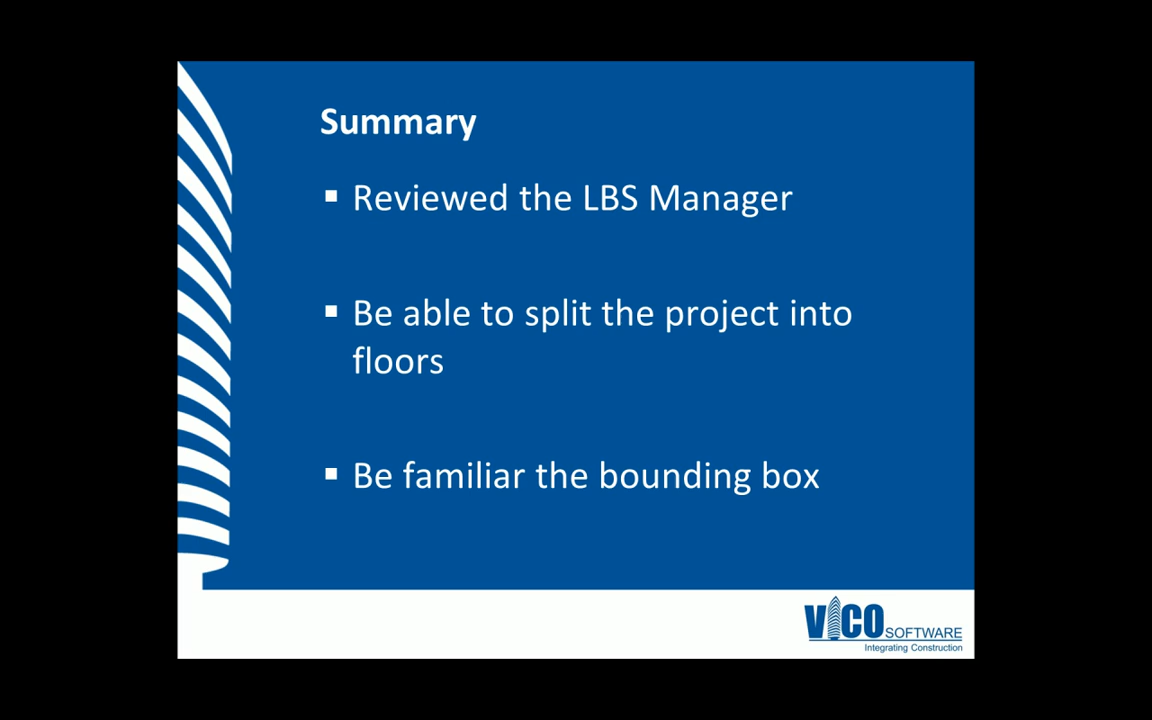 Summary
▪ Reviewed the LBS Manager
▪ Be able to split the project into
floors
▪ Be familiar the bounding box
VICO SOFTWARE
Integrating Construction